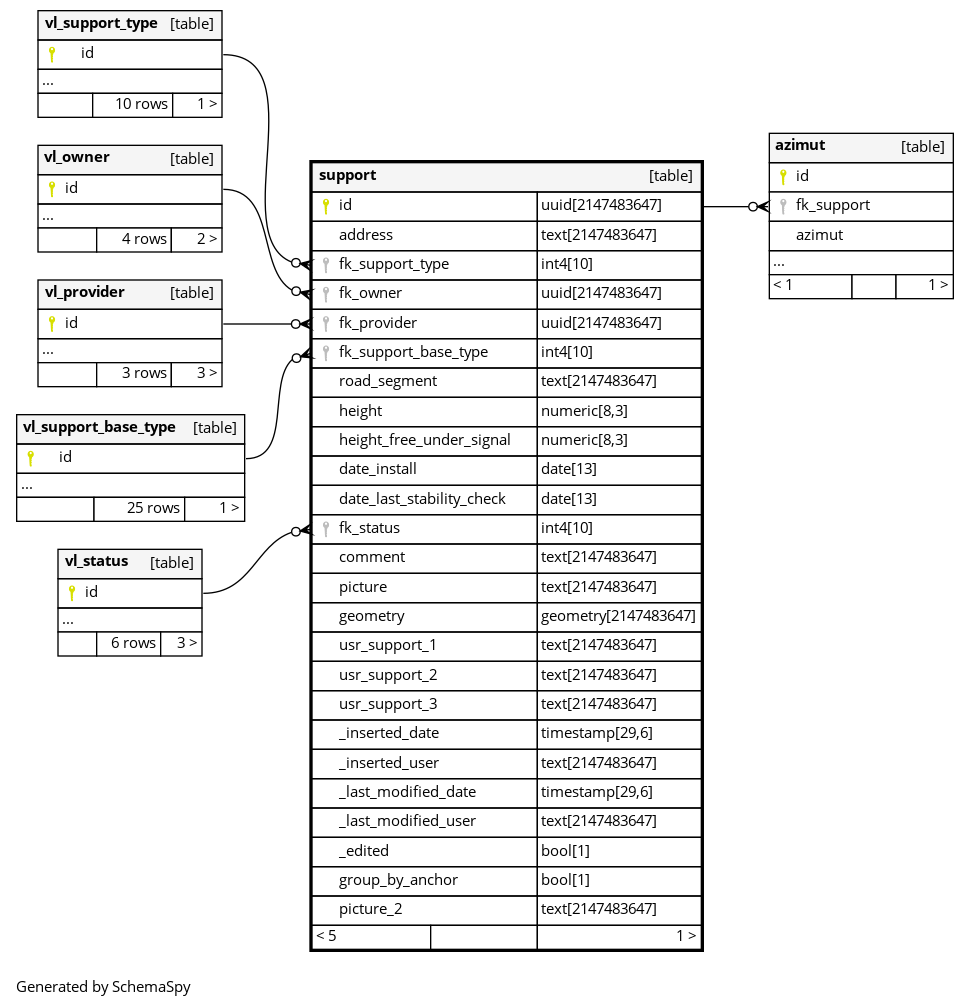 vl_support_type [table]
id
...
10 rows 1 >
vl_owner [table]
id
...
4 rows 2 >
vl_provider [table]
id
...
3 rows 3 >
vl_support_base_type [table]
id
...
25 rows 1 >
vl_status [table]
id
...
6 rows 3 >
support [table]
id uuid[2147483647]
address text[2147483647]
fk_support_type int4[10]
fk_owner uuid[2147483647]
fk_provider uuid[2147483647]
fk_support_base_type int4[10]
road_segment text[2147483647]
height numeric[8,3]
height_free_under_signal numeric[8,3]
date_install date[13]
date_last_stability_check date[13]
fk_status int4[10]
comment text[2147483647]
picture text[2147483647]
geometry geometry[2147483647]
usr_support_1 text[2147483647]
usr_support_2 text[2147483647]
usr_support_3 text[2147483647]
_inserted_date timestamp[29,6]
_inserted_user text[2147483647]
_last_modified_date timestamp[29,6]
_last_modified_user text[2147483647]
_edited bool[1]
group_by_anchor bool[1]
picture_2 text[2147483647]
< 5 1 >
azimut [table]
id
fk_support
azimut
...
< 1 1 >
Generated by SchemaSpy